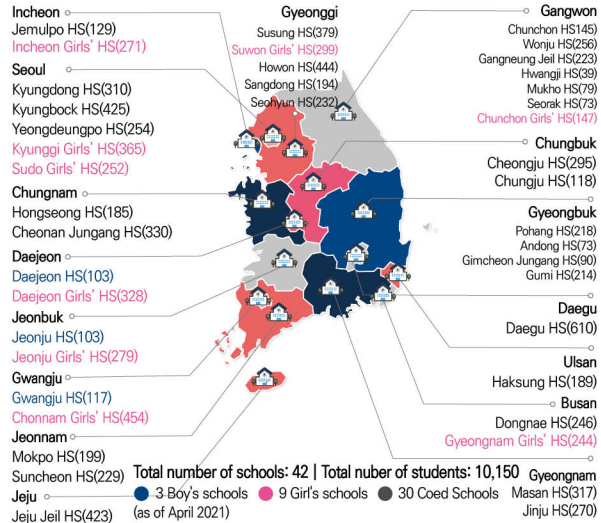 Incheon
Jemulpo HS(129)
Incheon Girls' HS(271)
Seoul
Kyungdong HS(310)
Kyungbock HS(425)
Yeongdeungpo HS(254)
Kyunggi Girls' HS(365)
Sudo Girls' HS(252)
Chungnam
Hongseong HS(185)
Cheonan Jungang HS(330)
Daejeon
Daejeon HS(103)
Daejeon Girls' HS(328)
Jeonbuk
Jeonju HS(103)
Jeonju Girls' HS(279)
Gwangju
Gwangju HS(117)
Chonnam Girls' HS(454)
Jeonnam
Mokpo HS(199)
Suncheon HS(229)
Jeju
Jeju Jeil HS(423)
Gyeonggi
Susung HS(379)
Suwon Girls' HS(299)
Howon HS(444)
Sangdong HS(194)
Seohyun HS(232)
Gangwon
Chunchon HS145)
Wonju HS(256)
Gangneung Jeil HS(223)
Hwangji HS(39)
Mukho HS(79)
Seorak HS(73)
Chunchon Girls' HS(147)
Chungbuk
Cheongju HS(295)
Chungju HS(118)
Gyeongbuk
Pohang HS(218)
Andong HS(73)
Gimcheon Jungang HS(90)
Gumi HS(214)
Daegu
Daegu HS(610)
Ulsan
Haksung HS(189)
Busan
Dongnae HS(246)
Gyeongnam Girls' HS(244)
Gyeongnam
Masan HS(317)
Jinju HS(270)
Total number of schools: 42 | Total nuber of students: 10,150
3 Boy's schools 9 Girl's schools 30 Coed Schools
(as of April 2021)